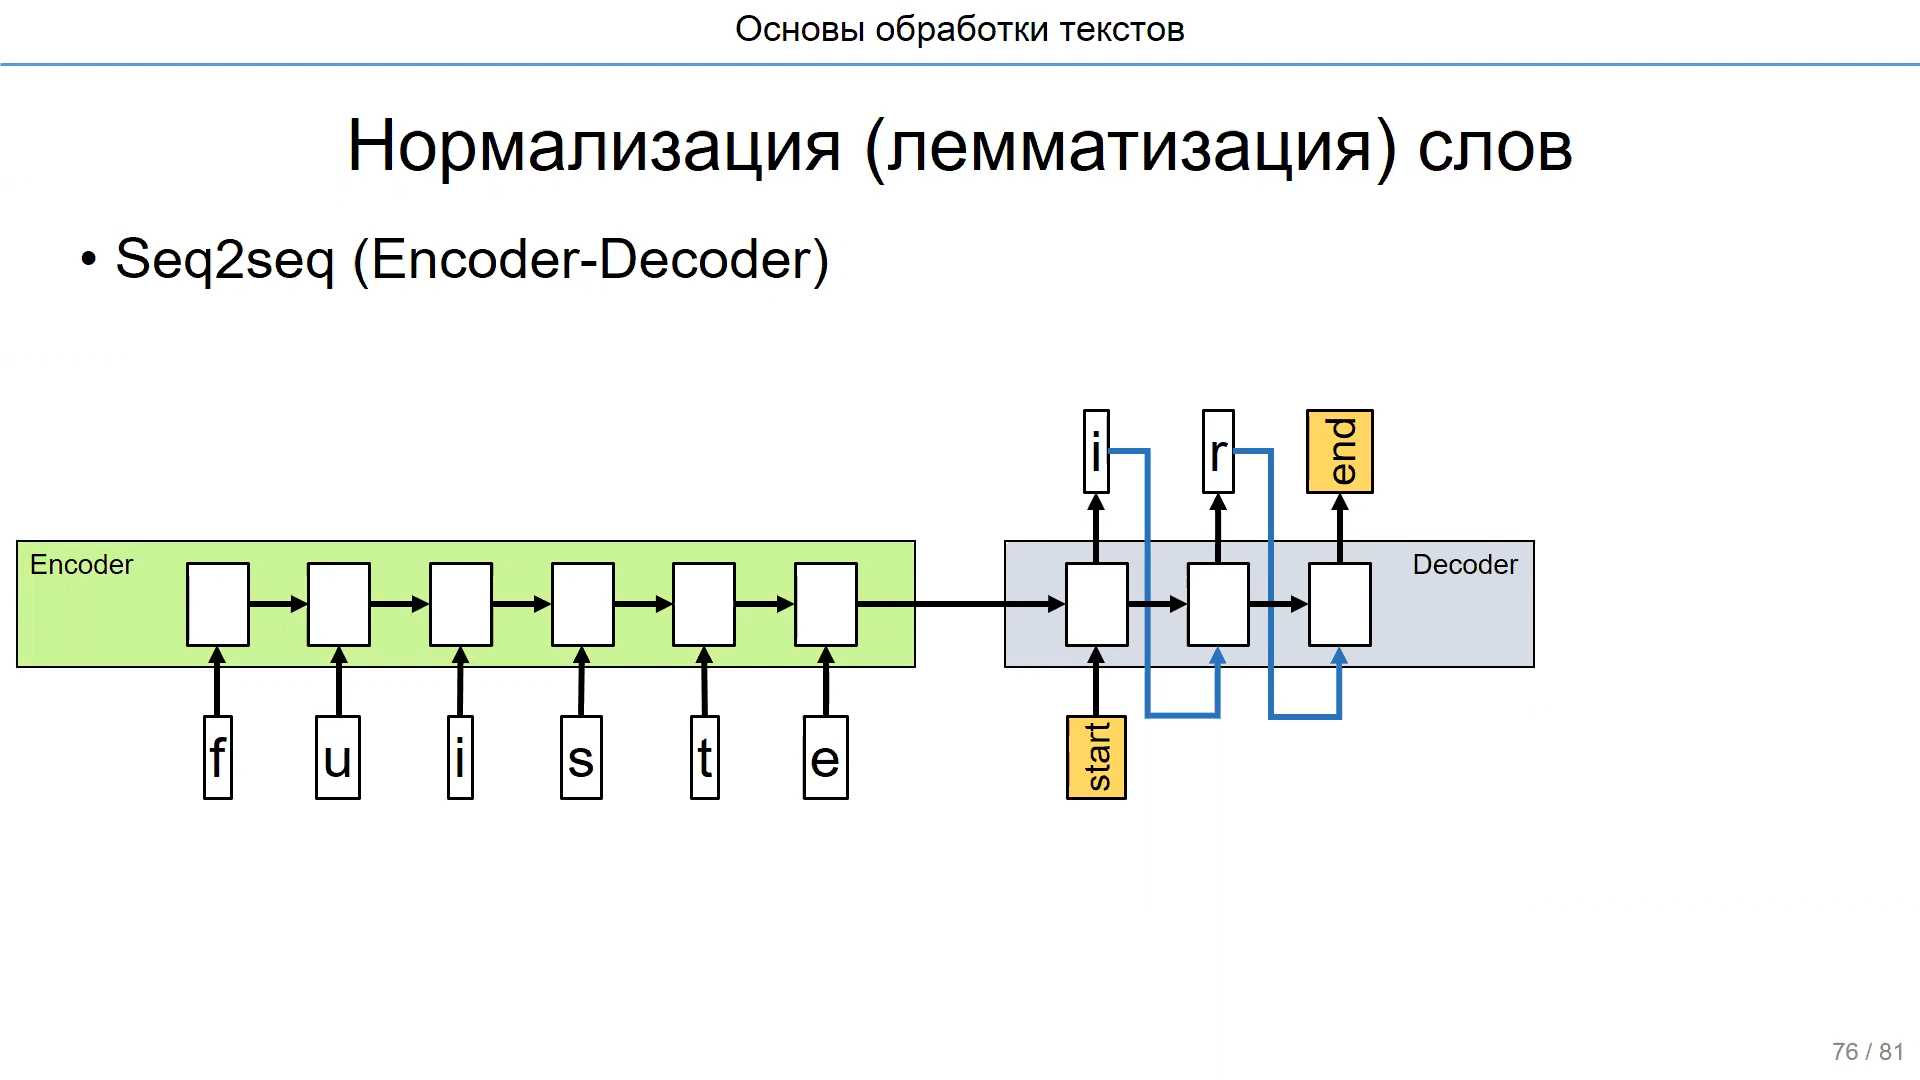 Основы обработки текстов
Нормализация (лемматизация) слов
• Seq2seq (Encoder-Decoder)
i r end
Encoder Decoder
f u i s t e start
76 / 81